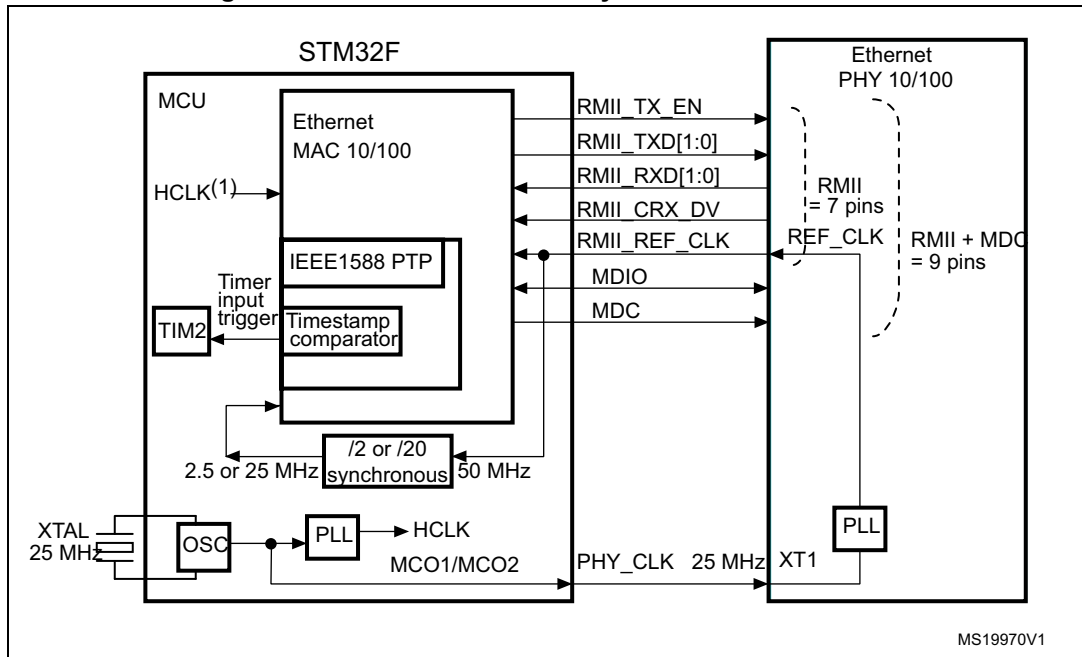 STM32F
MCU
Ethernet
MAC 10/100
HCLK(1)
IEEE1588 PTP
Timer
input
trigger
TIM2
Timestamp
comparator
/2 or /20
synchronous
2.5 or 25 MHz
50 MHz
XTAL
25 MHz
OSC
PLL
HCLK
MCO1/MCO2
RMII_TX_EN
RMII_TXD[1:0]
RMII_RXD[1:0]
RMII_CRX_DV
RMII_REF_CLK
MDIO
MDC
PHY_CLK 25 MHz
Ethernet
PHY 10/100
RMII
= 7 pins
REF_CLK
RMII + MDC
= 9 pins
PLL
XT1
MS19970V1